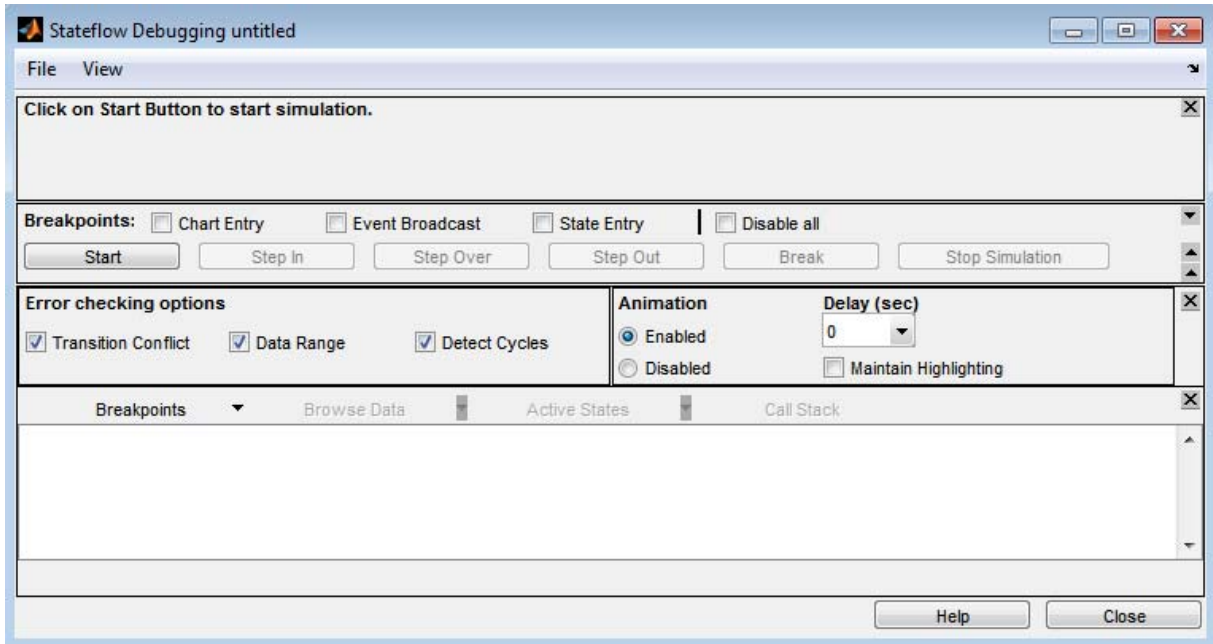 Stateflow Debugging untitled
File View
Click on Start Button to start simulation.
Breakpoints: Chart Entry Event Broadcast State Entry Disable all
Start Step In Step Over Step Out Break Stop Simulation
Error checking options Animation Delay (sec)
Transition Conflict Data Range Detect Cycles Enabled 0
Disabled Maintain Highlighting
Breakpoints Browse Data Active States Call Stack
Help Close